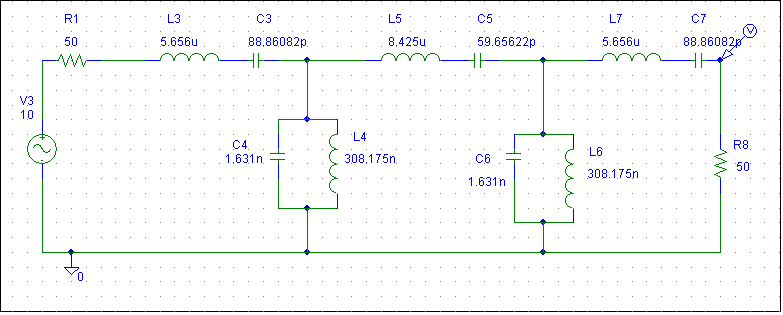 R1 L3 C3 L5 C5 L7 C7 V
50 5.656u 88.86082p 8.425u 59.65622p 5.656u 88.86082p
V3
10
C4 L4
1.631n 308.175n
C6 L6
1.631n 308.175n
R8
50
0